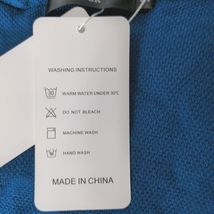 WASHING INSTRUCTIONS
WARM WATER UNDER 30°C
DO NOT BLEACH
MACHINE WASH
HAND WASH
MADE IN CHINA